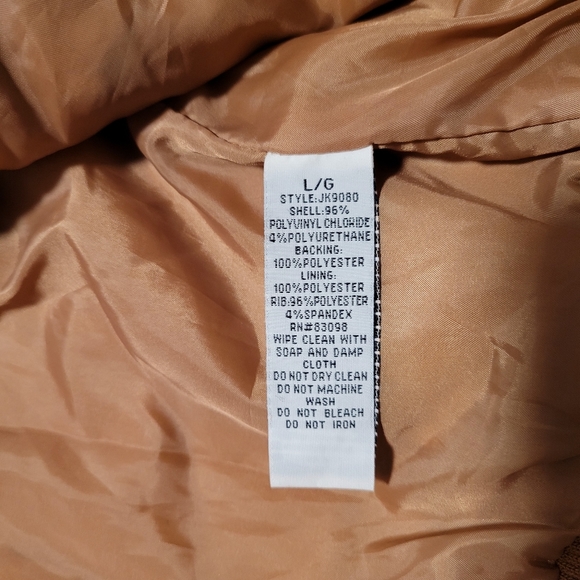 L/G
STYLE:JK9080
SHELL:96%
POLYVINYL CHLORIDE
4%POLYURETHANE
BACKING:
100%POLYESTER
LINING:
100%POLYESTER
RIB:96%POLYESTER
4%SPANDEX
RN#83098
WIPE CLEAN WITH
SOAP AND DAMP
CLOTH
DO NOT DRY CLEAN
DO NOT MACHINE
WASH
DO NOT BLEACH
DO NOT IRON